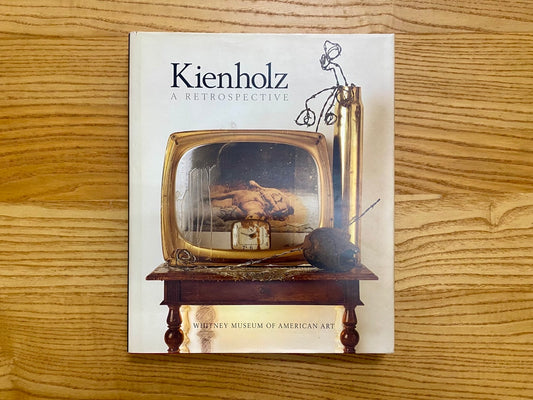 Kienholz
A RETROSPECTIVE
WHITNEY MUSEUM OF AMERICAN ART